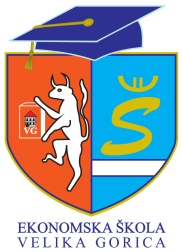 VG
Š
EKONOMSKA ŠKOLA
VELIKA GORICA